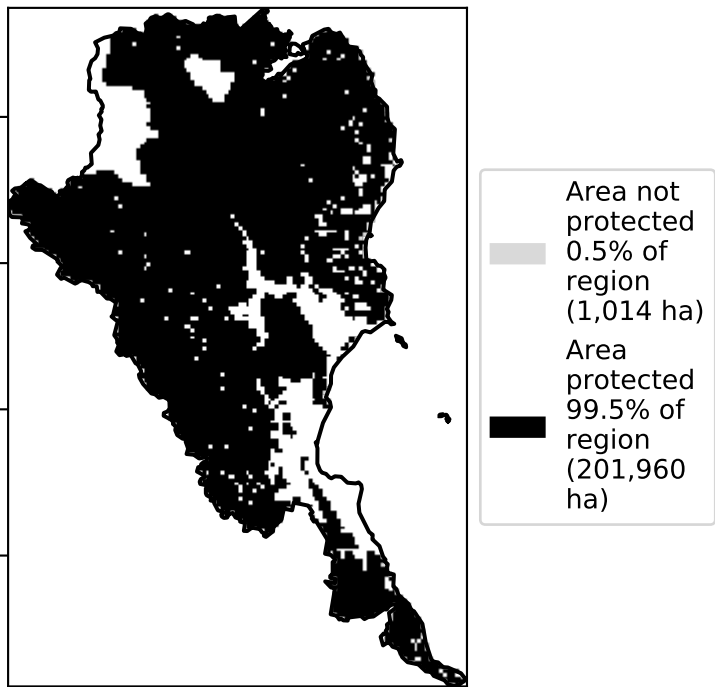 Area not
protected
0.5% of
region
(1,014 ha)
Area
protected
99.5% of
region
(201,960
ha)